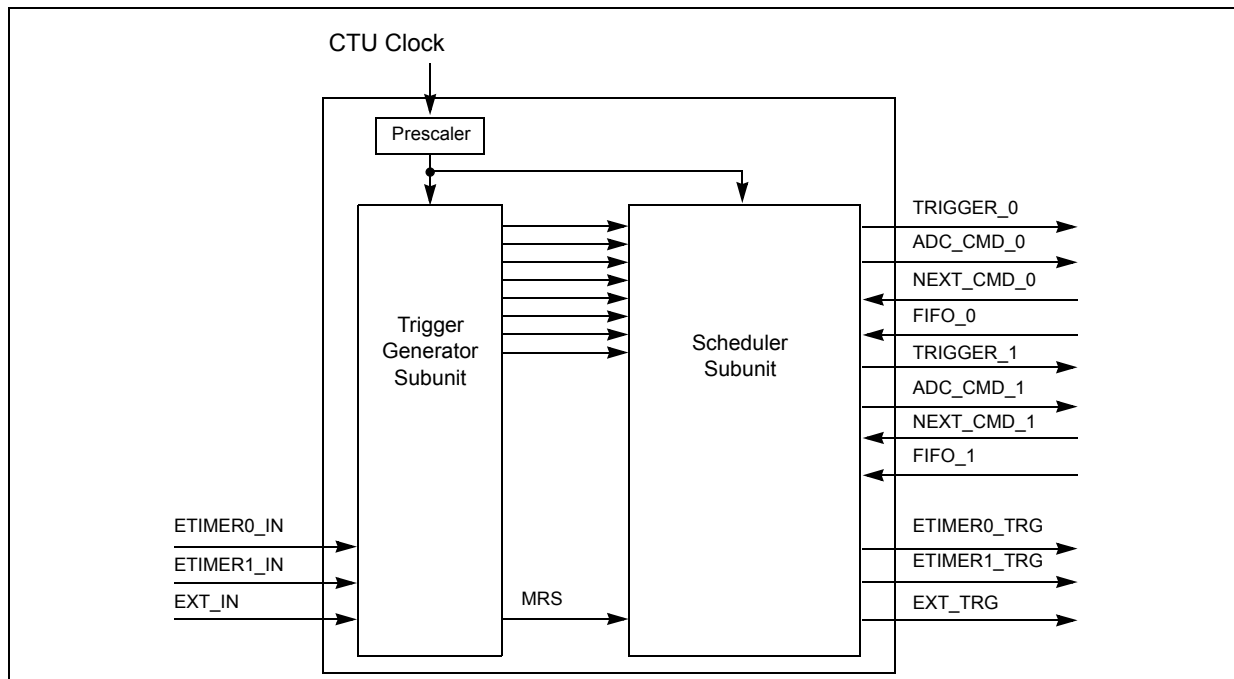 CTU Clock
Prescaler
Trigger
Generator
Subunit
Scheduler
Subunit
TRIGGER_0
ADC_CMD_0
NEXT_CMD_0
FIFO_0
TRIGGER_1
ADC_CMD_1
NEXT_CMD_1
FIFO_1
ETIMER0_IN
ETIMER1_IN
EXT_IN
MRS
ETIMER0_TRG
ETIMER1_TRG
EXT_TRG